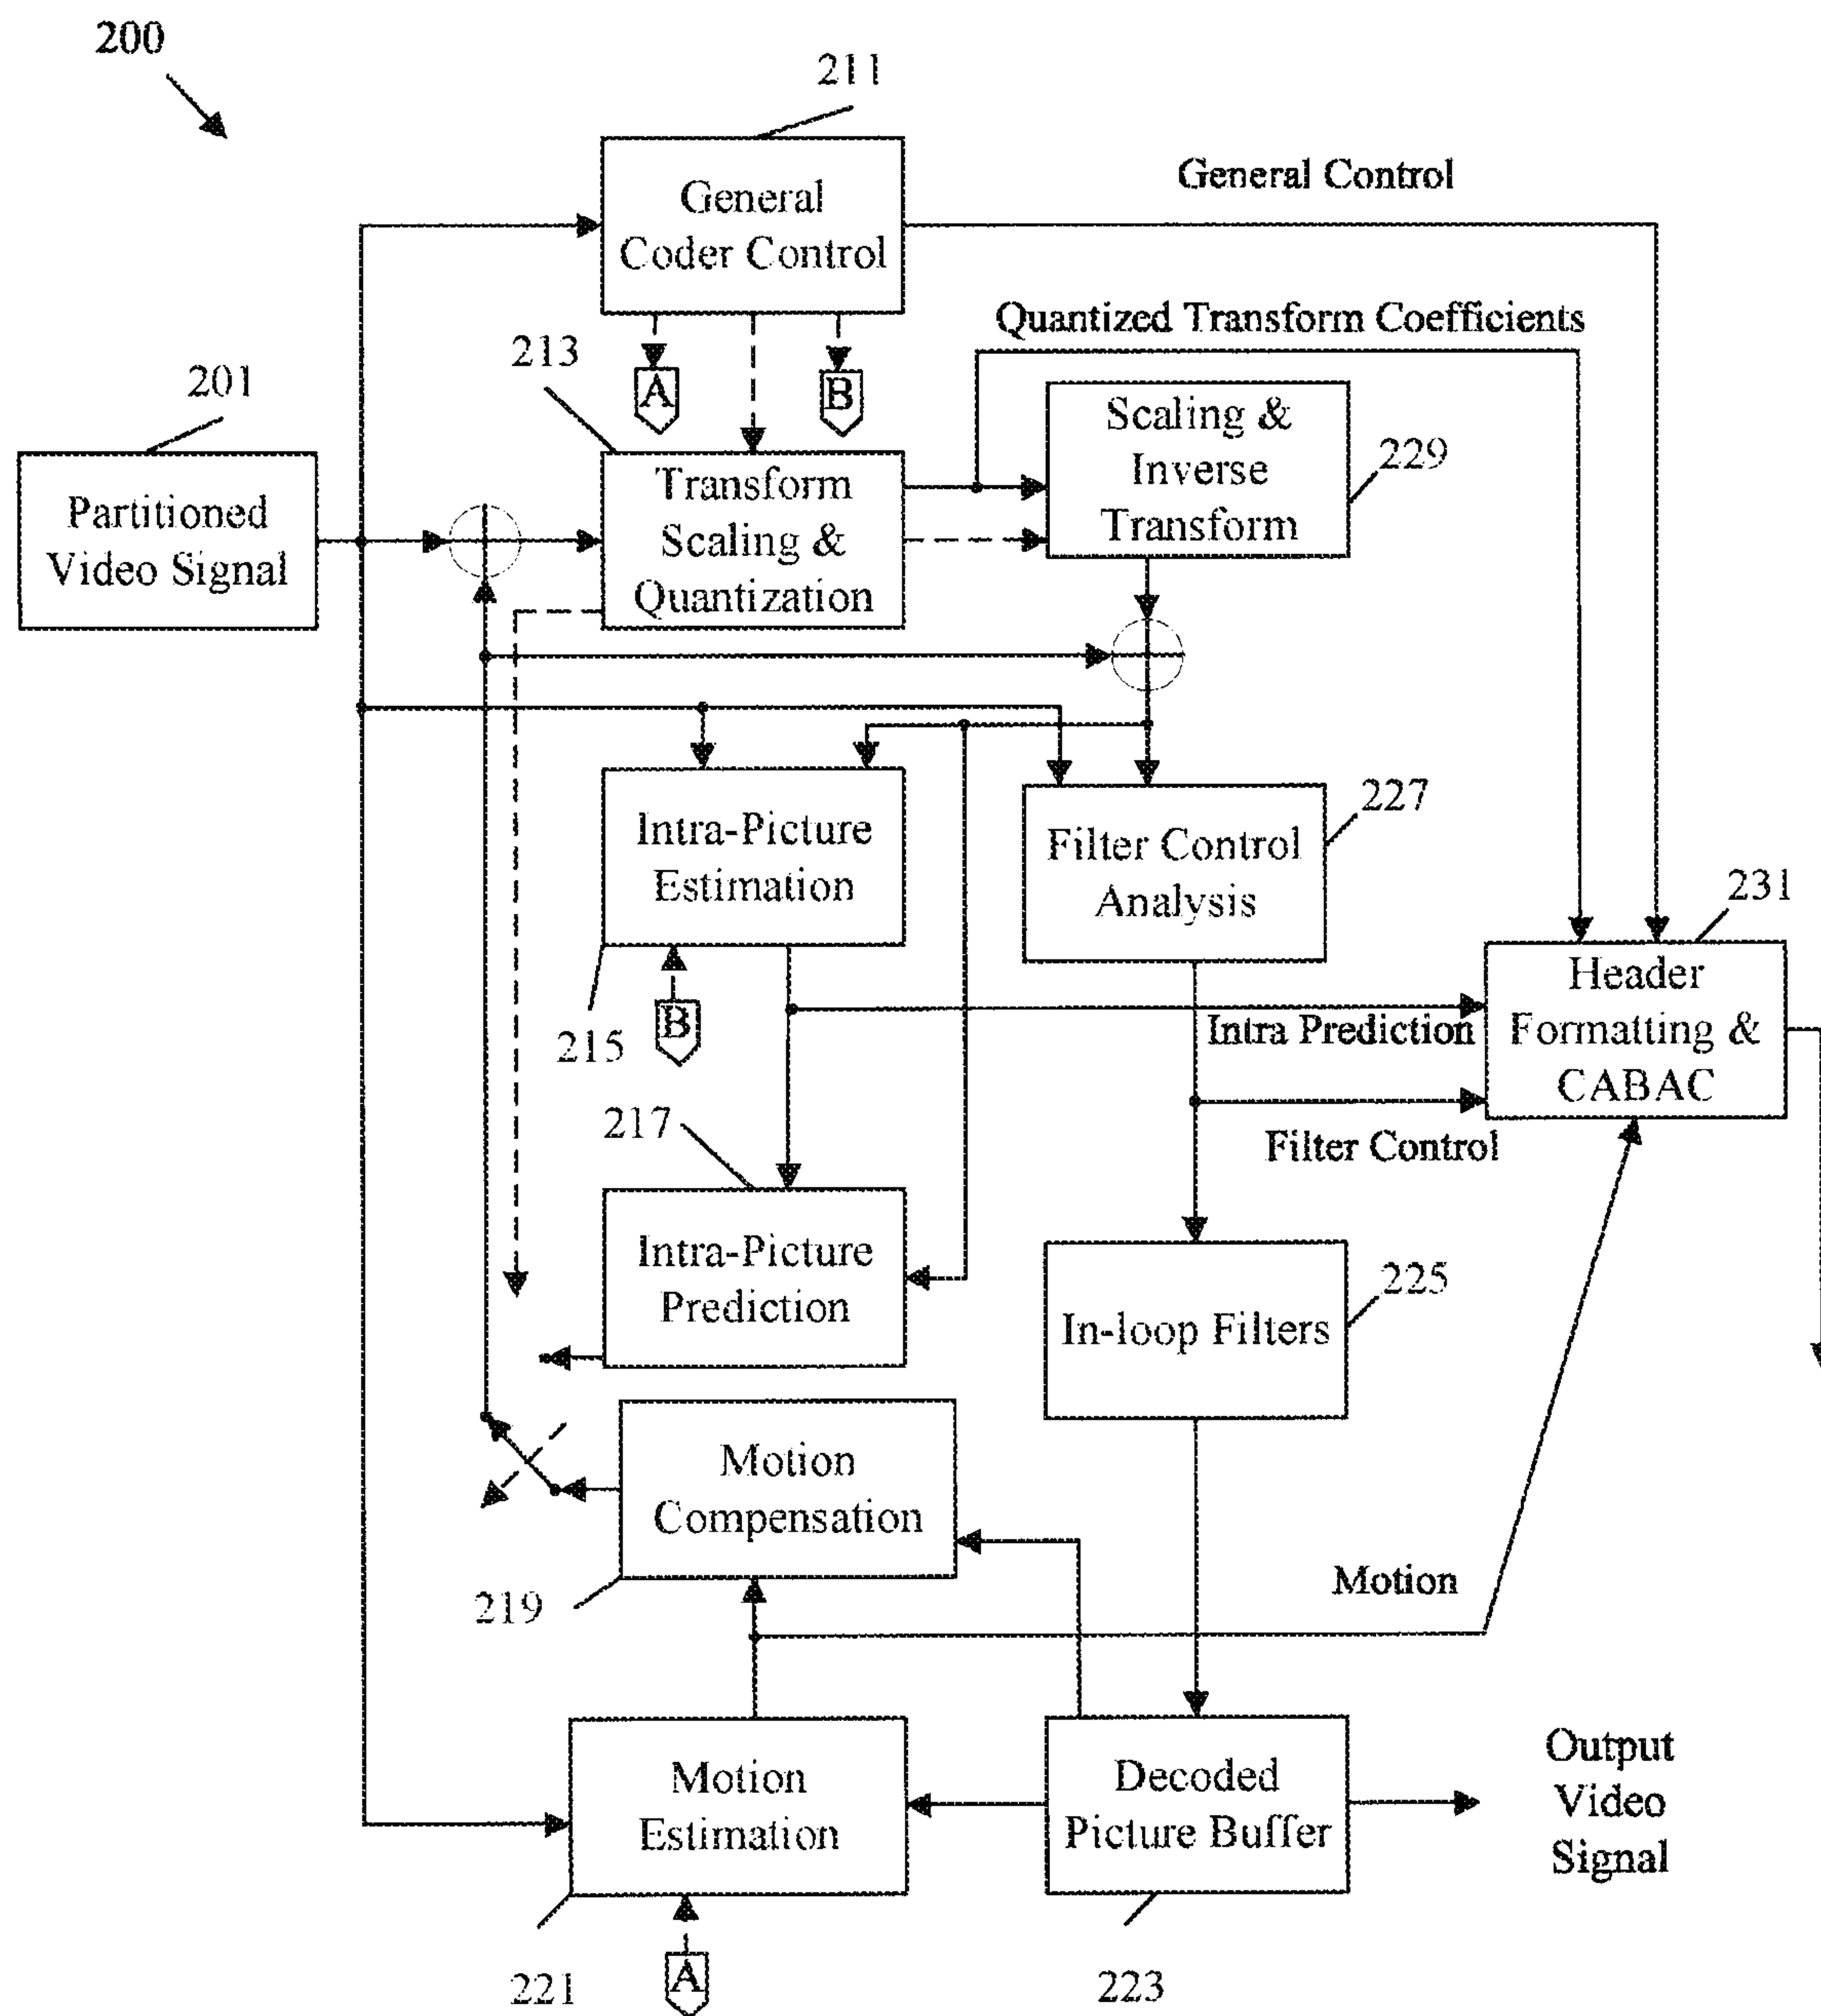 200
211
General
Coder Control
General Control
A
B
Quantized Transform Coefficients
201
Partitioned
Video Signal
213
Transform
Scaling &
Quantization
Scaling &
Inverse
Transform
229
Intra-Picture
Estimation
215
B
Filter Control
Analysis
227
231
Header
Formatting &
CABAC
Intra Prediction
Filter Control
217
Intra-Picture
Prediction
In-loop Filters
225
Motion
Compensation
219
Motion
Motion
Estimation
221
A
Decoded
Picture Buffer
223
Output
Video
Signal